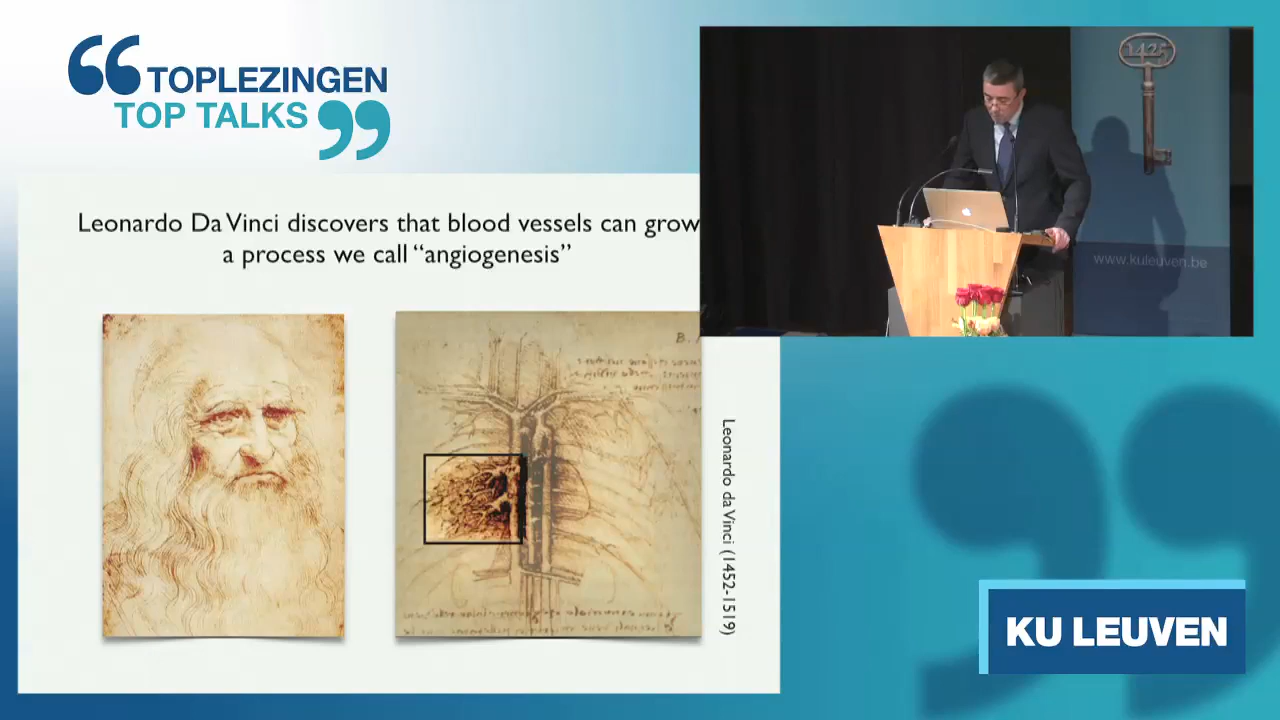 TOPLEZINGEN
TOP TALKS
Leonardo Da Vinci discovers that blood vessels can grow
a process we call “angiogenesis”
B.
Leonardo da Vinci (1452-1519)
1425
www.kuleuven.be
KU LEUVEN